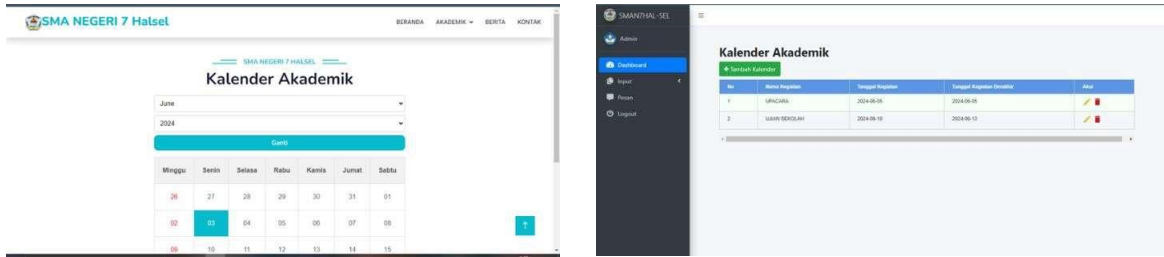 SMA NEGERI 7 Halsel
BERANDA AKADEMIK BERITA KONTAK
SMA NEGERI 7 HALSEL
Kalender Akademik
June
2024
Ganti
Minggu Senin Selasa Rabu Kamis Jumat Sabtu
26 27 28 29 30 31 01
02 03 04 05 06 07 08
09 10 11 12 13 14 15
SMAN7HAL-SEL
Admin
Dashboard
Input
Pesan
Logout
Kalender Akademik
+ Tambah Kalender
No Nama Kegiatan Tanggal Kegiatan Tanggal Kegiatan Aksi
1 UPACARA 2024-06-05 2024-06-05
2 UJIAN SEKOLAH 2024-06-10 2024-06-12